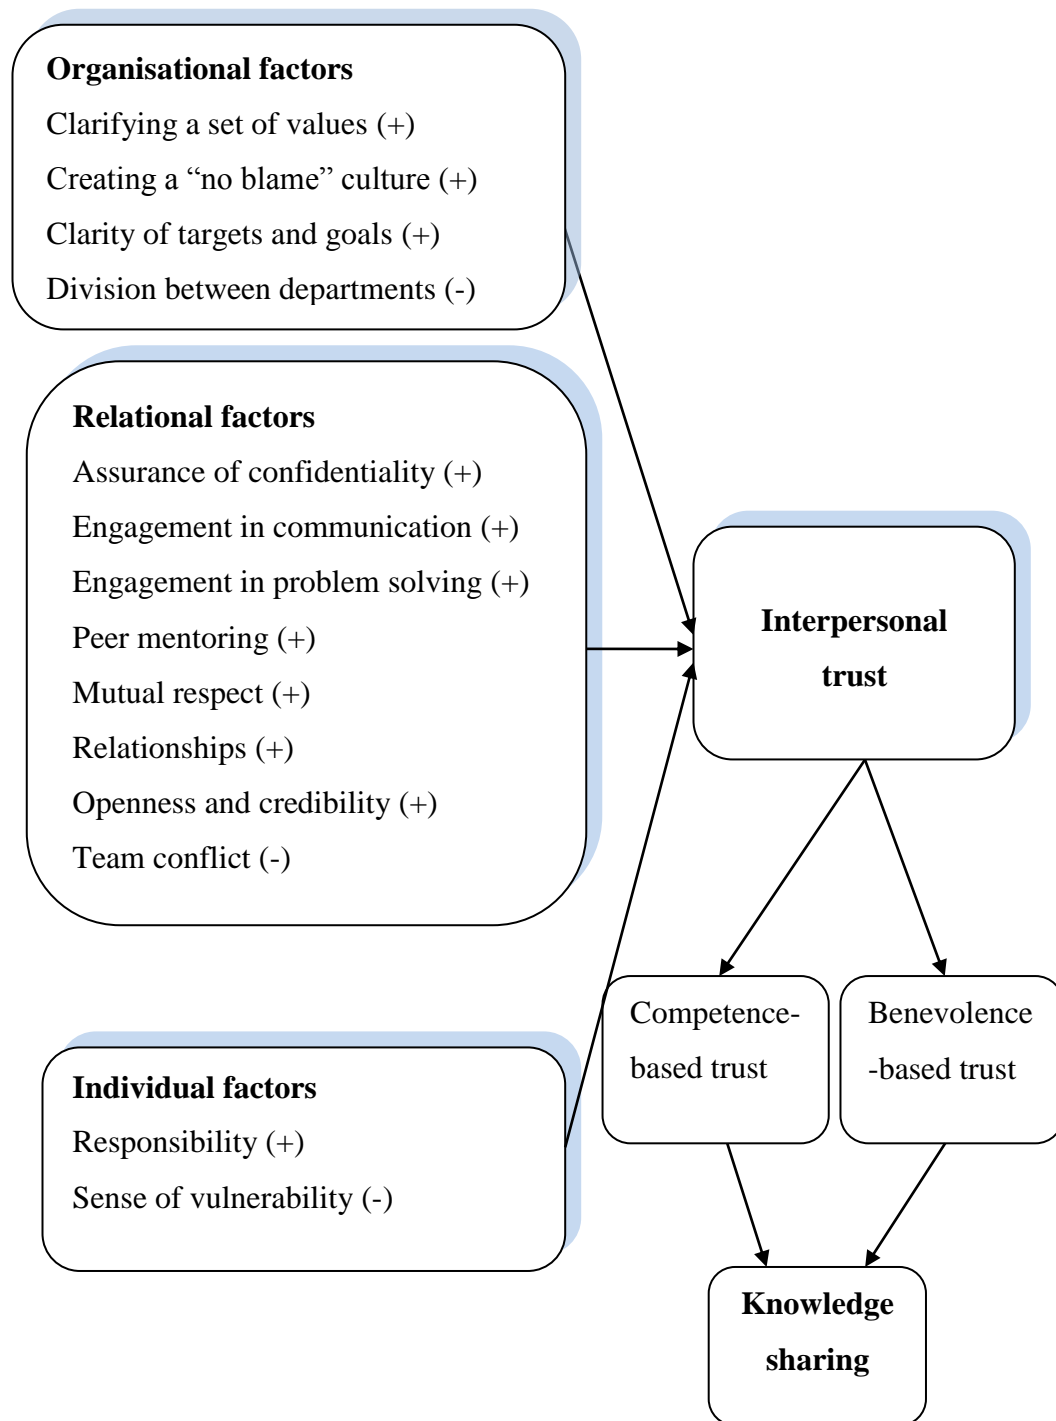 Organisational factors
Clarifying a set of values (+)
Creating a “no blame” culture (+)
Clarity of targets and goals (+)
Division between departments (-)
Relational factors
Assurance of confidentiality (+)
Engagement in communication (+)
Engagement in problem solving (+)
Peer mentoring (+)
Mutual respect (+)
Relationships (+)
Openness and credibility (+)
Team conflict (-)
Interpersonal
trust
Individual factors
Responsibility (+)
Sense of vulnerability (-)
Competence-
based trust
Benevolence
-based trust
Knowledge
sharing